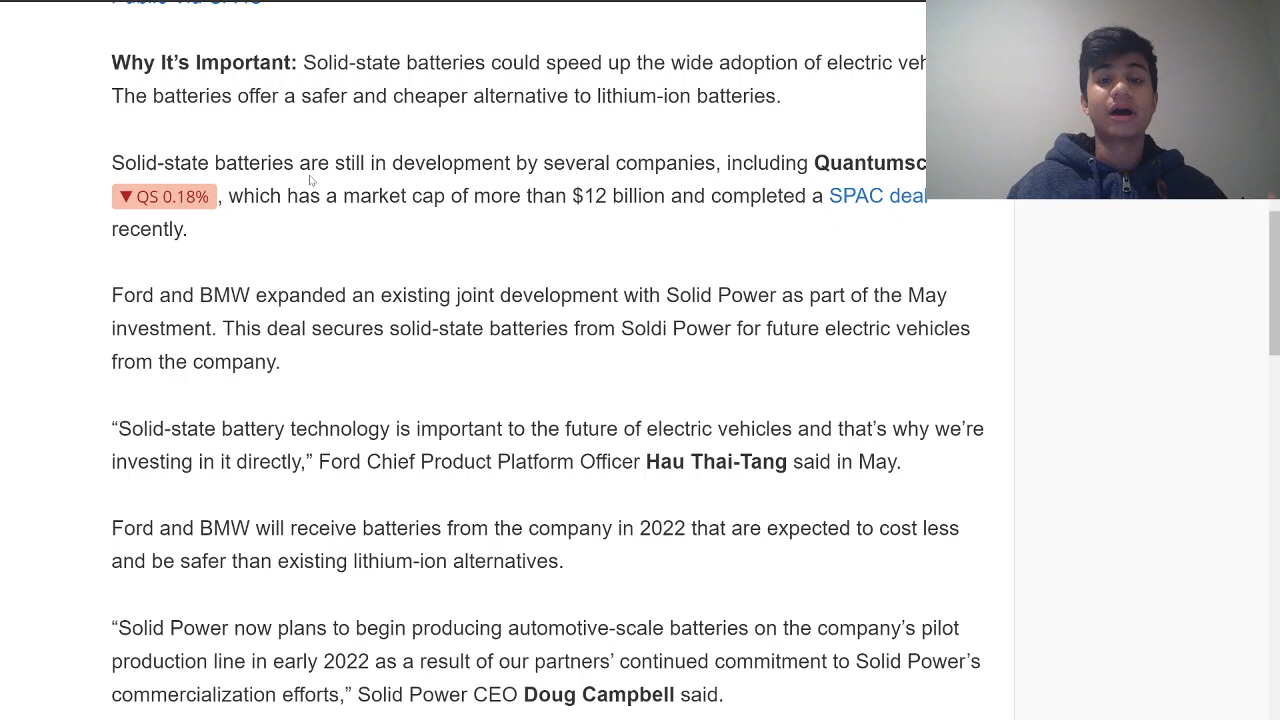 Why It's Important: Solid-state batteries could speed up the wide adoption of electric
The batteries offer a safer and cheaper alternative to lithium-ion batteries.
Solid-state batteries are still in development by several companies, including
▼ QS 0.18% , which has a market cap of more than $12 billion and completed a SPAC deal
recently.
Ford and BMW expanded an existing joint development with Solid Power as part of the May
investment. This deal secures solid-state batteries from Soldi Power for future electric vehicles
from the company.
“Solid-state battery technology is important to the future of electric vehicles and that’s why we’re
investing in it directly,” Ford Chief Product Platform Officer Hau Thai-Tang said in May.
Ford and BMW will receive batteries from the company in 2022 that are expected to cost less
and be safer than existing lithium-ion alternatives.
“Solid Power now plans to begin producing automotive-scale batteries on the company’s pilot
production line in early 2022 as a result of our partners’ continued commitment to Solid Power’s
commercialization efforts,” Solid Power CEO Doug Campbell said.